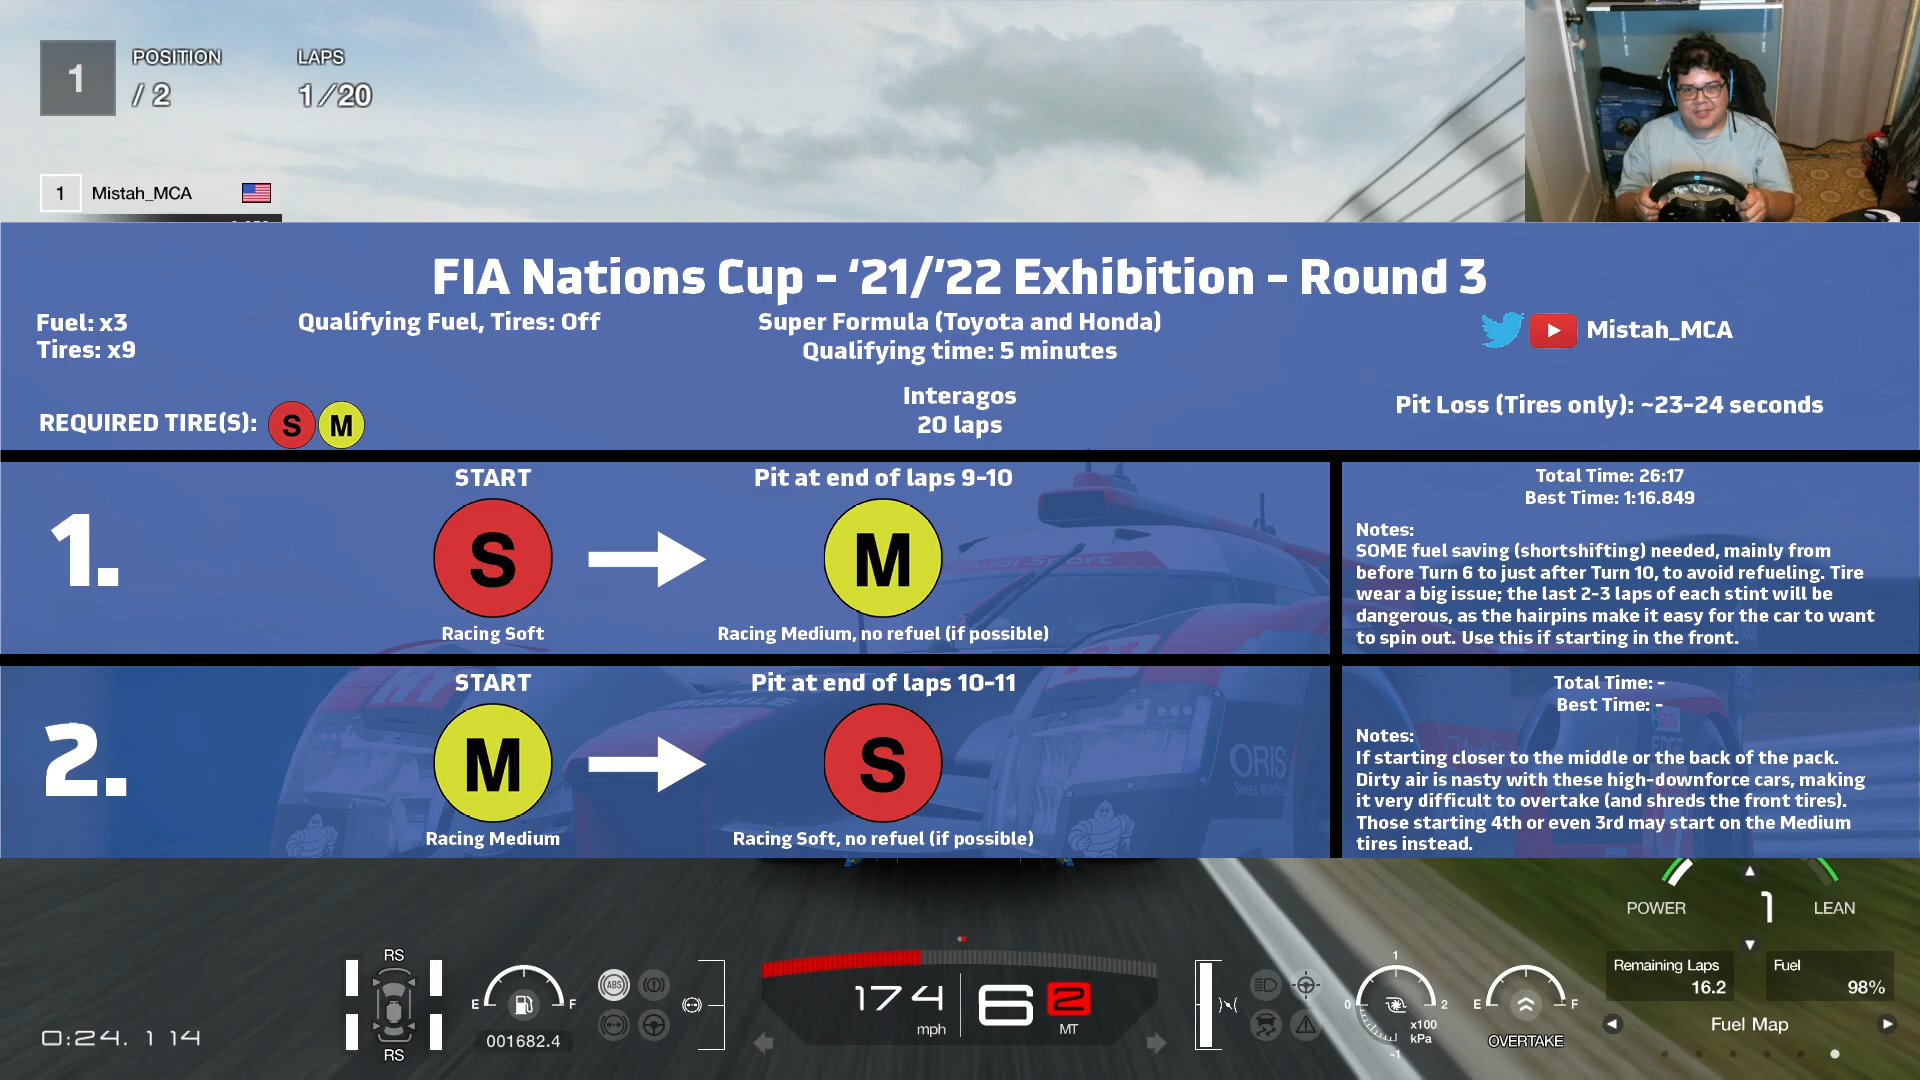 1
POSITION
/ 2
LAPS
1/20
1 Mistah_MCA
FIA Nations Cup - '21/'22 Exhibition - Round 3
Fuel: x3
Tires: x9
Qualifying Fuel, Tires: Off
Super Formula (Toyota and Honda)
Qualifying time: 5 minutes
Mistah_MCA
Interagos
20 laps
Pit Loss (Tires only): ~23-24 seconds
REQUIRED TIRE(S): S M
1.
START
S
Racing Soft
Pit at end of laps 9-10
M
Racing Medium, no refuel (if possible)
Total Time: 26:17
Best Time: 1:16.849
Notes:
SOME fuel saving (shortshifting) needed, mainly from
before Turn 6 to just after Turn 10, to avoid refueling. Tire
wear a big issue; the last 2-3 laps of each stint will be
dangerous, as the hairpins make it easy for the car to want
to spin out. Use this if starting in the front.
Audi Sport
2.
START
M
Racing Medium
Pit at end of laps 10-11
S
Racing Soft, no refuel (if possible)
ORIS
Swiss Watches
Total Time: -
Best Time: -
Notes:
If starting closer to the middle or the back of the pack.
Dirty air is nasty with these high-downforce cars, making
it very difficult to overtake (and shreds the front tires).
Those starting 4th or even 3rd may start on the Medium
tires instead.
POWER
1
LEAN
Remaining Laps
16.2
Fuel
98%
Fuel Map
RS
RS
E F
001682.4
ABS
174
mph
6
2
MT
1
0
2
-1
x100
kPa
E F
OVERTAKE
0:24.114